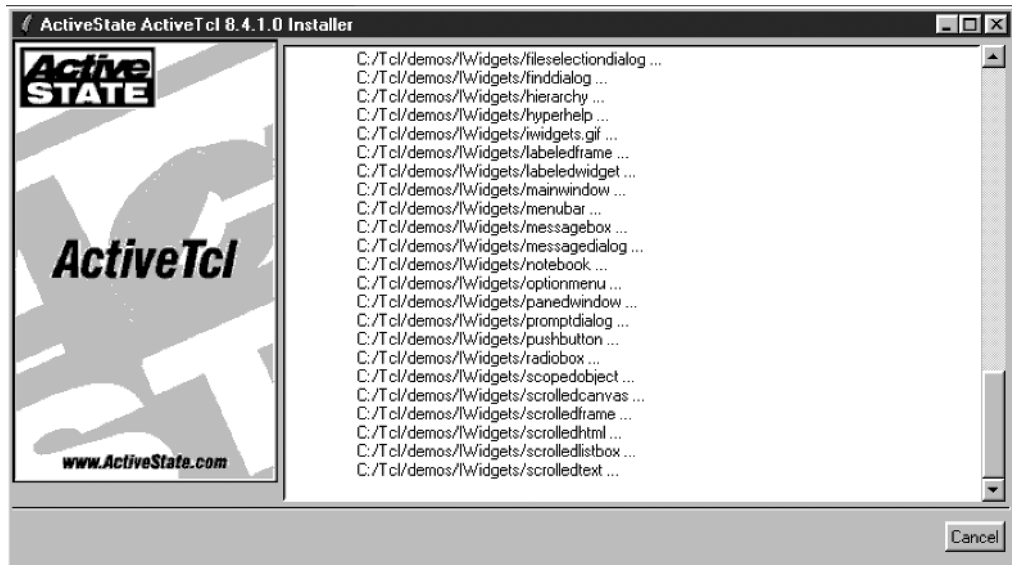 ActiveState ActiveTcl 8.4.1.0 Installer
Active
STATE
ActiveTcl
www.ActiveState.com
C:/Tcl/demos/IWidgets/fileselectiondialog ...
C:/Tcl/demos/IWidgets/finddialog ...
C:/Tcl/demos/IWidgets/hierarchy ...
C:/Tcl/demos/IWidgets/hyperhelp ...
C:/Tcl/demos/IWidgets/iwidgets.gif ...
C:/Tcl/demos/IWidgets/labeledframe ...
C:/Tcl/demos/IWidgets/labeledwidget ...
C:/Tcl/demos/IWidgets/mainwindow ...
C:/Tcl/demos/IWidgets/menubar ...
C:/Tcl/demos/IWidgets/messagebox ...
C:/Tcl/demos/IWidgets/messagedialog ...
C:/Tcl/demos/IWidgets/notebook ...
C:/Tcl/demos/IWidgets/optionmenu ...
C:/Tcl/demos/IWidgets/panedwindow ...
C:/Tcl/demos/IWidgets/promptdialog ...
C:/Tcl/demos/IWidgets/pushbutton ...
C:/Tcl/demos/IWidgets/radiobox ...
C:/Tcl/demos/IWidgets/scopedobject ...
C:/Tcl/demos/IWidgets/scrolledcanvas ...
C:/Tcl/demos/IWidgets/scrolledframe ...
C:/Tcl/demos/IWidgets/scrolledhtml ...
C:/Tcl/demos/IWidgets/scrolledlistbox ...
C:/Tcl/demos/IWidgets/scrolledtext ...
Cancel